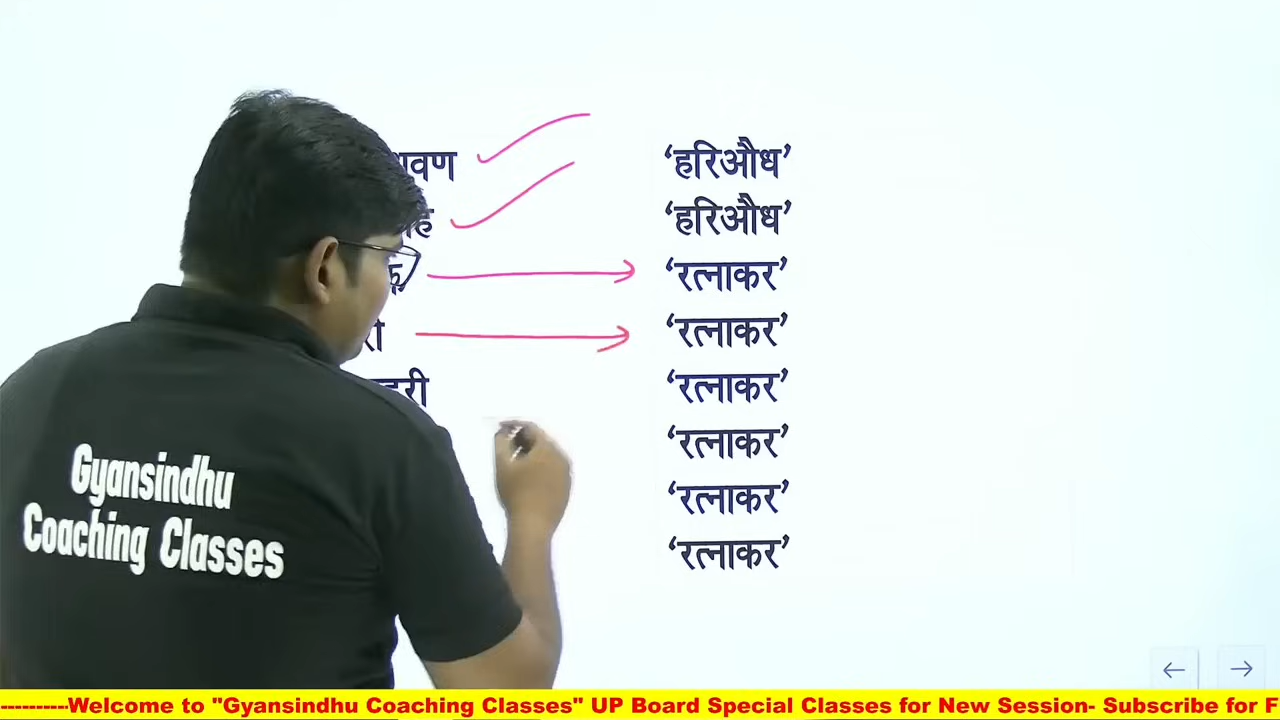 ‘हरिऔध’
‘हरिऔध’
‘रत्नाकर’
‘रत्नाकर’
‘रत्नाकर’
‘रत्नाकर’
‘रत्नाकर’
‘रत्नाकर’
Gyansindhu
Coaching Classes
----------Welcome to "Gyansindhu Coaching Classes" UP Board Special Classes for New Session- Subscribe for F